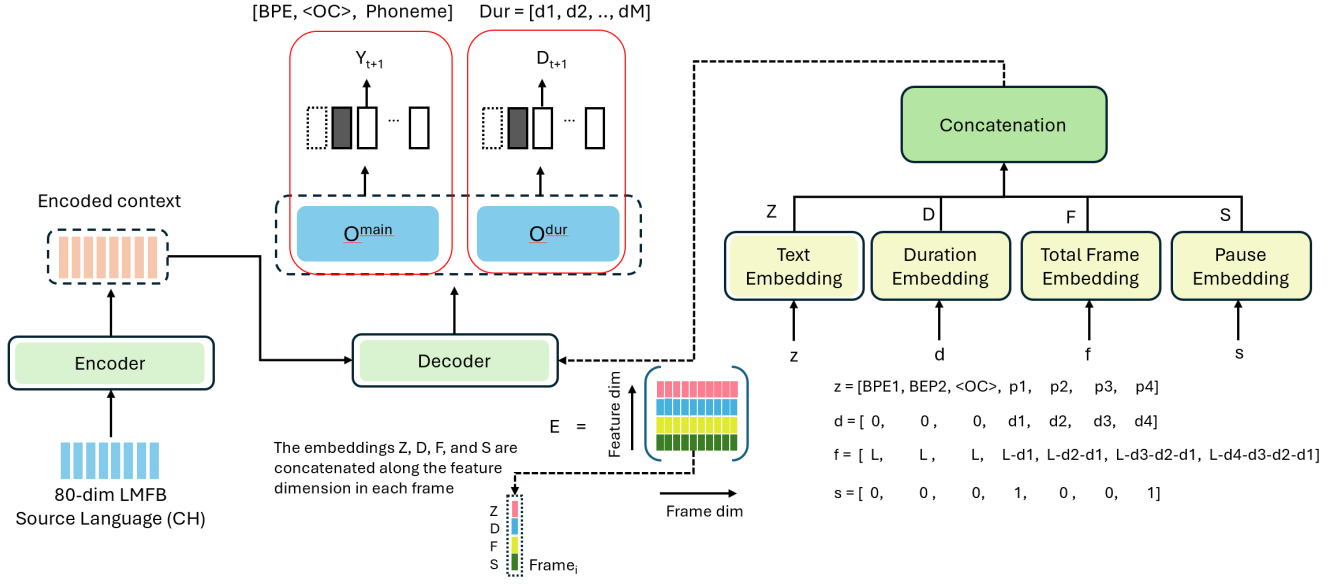 [BPE, <OC>, Phoneme]
Dur = [d1, d2, .., dM]
Yt+1
Dt+1
...
...
Omain
Odur
Encoded context
Encoder
Decoder
80-dim LMFB
Source Language (CH)
Concatenation
Z
D
F
S
Text
Embedding
Duration
Embedding
Total Frame
Embedding
Pause
Embedding
z
d
f
s
z = [BPE1, BEP2, <OC>, p1, p2, p3, p4]
d = [ 0, 0, 0, d1, d2, d3, d4]
f = [ L, L , L, L-d1, L-d2-d1, L-d3-d2-d1, L-d4-d3-d2-d1]
s = [ 0, 0, 0, 1, 0, 0, 1]
E =
Feature dim
Frame dim
The embeddings Z, D, F, and S are
concatenated along the feature
dimension in each frame
Z
D
F
S
Framei